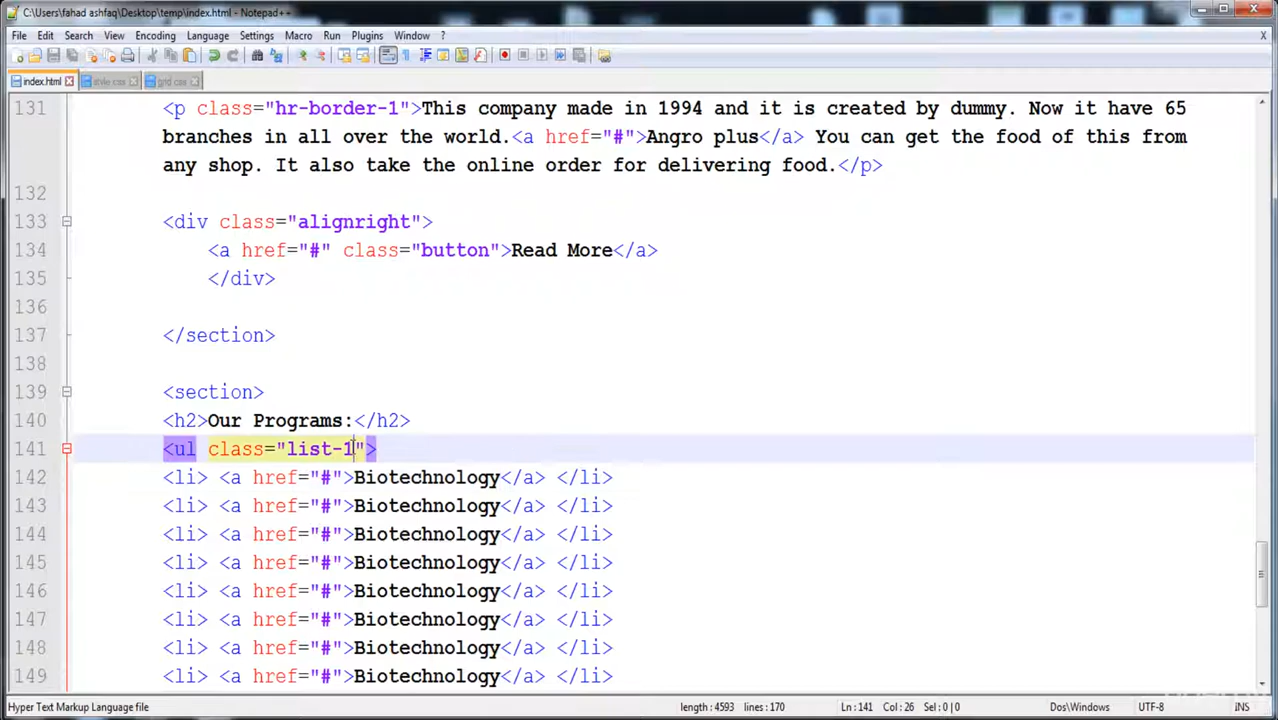 C:\Users\fahad ashfaq\Desktop\temp\index.html - Notepad++
File Edit Search View Encoding Language Settings Macro Run Plugins Window ? X
index.html style.css grid.css
131 <p class="hr-border-1">This company made in 1994 and it is created by dummy. Now it have 65
branches in all over the world.<a href="#">Angro plus</a> You can get the food of this from
any shop. It also take the online order for delivering food.</p>
132
133 <div class="alignright">
134 <a href="#" class="button">Read More</a>
135 </div>
136
137 </section>
138
139 <section>
140 <h2>Our Programs:</h2>
141 <ul class="list-1">
142 <li> <a href="#">Biotechnology</a> </li>
143 <li> <a href="#">Biotechnology</a> </li>
144 <li> <a href="#">Biotechnology</a> </li>
145 <li> <a href="#">Biotechnology</a> </li>
146 <li> <a href="#">Biotechnology</a> </li>
147 <li> <a href="#">Biotechnology</a> </li>
148 <li> <a href="#">Biotechnology</a> </li>
149 <li> <a href="#">Biotechnology</a> </li>
Hyper Text Markup Language file length : 4593 lines : 170 Ln : 141 Col : 26 Sel : 0 | 0 Dos\Windows UTF-8 INS